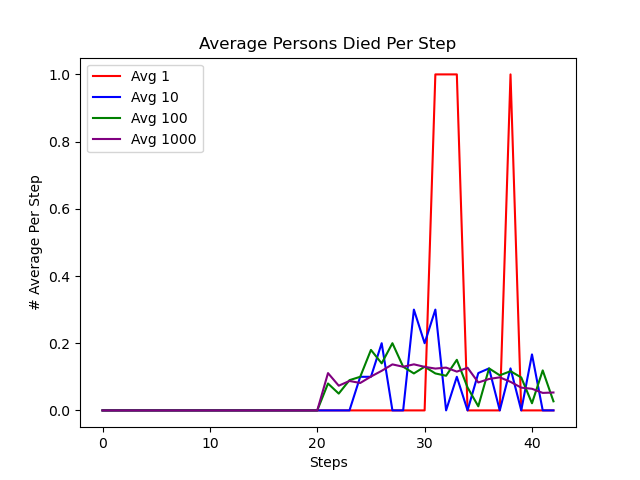 Average Persons Died Per Step
Avg 1
Avg 10
Avg 100
Avg 1000
# Average Per Step
1.0
0.8
0.6
0.4
0.2
0.0
0 10 20 30 40
Steps